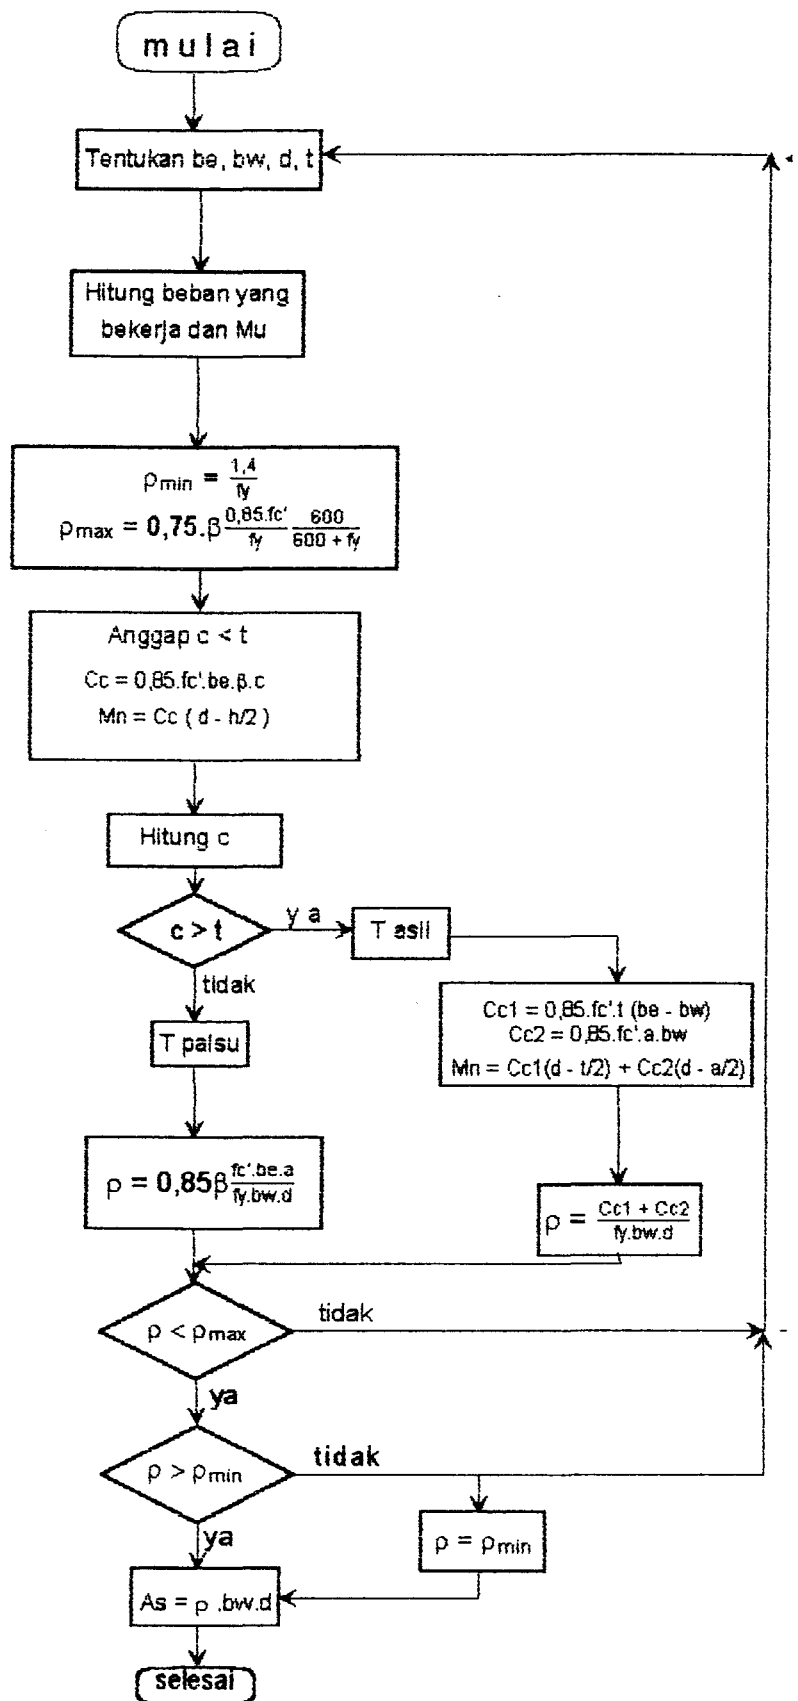 mulai
Tentukan be, bw, d, t
Hitung beban yang
bekerja dan Mu
ρmin = 1,4/fy
ρmax = 0,75.β 0,85.fc'/fy 600/600 + fy
Anggap c < t
Cc = 0,85.fc'.be.β.c
Mn = Cc ( d - h/2 )
Hitung c
c > t
y a
T asli
tidak
T palsu
Cc1 = 0,85.fc'.t (be - bw)
Cc2 = 0,85.fc'.a.bw
Mn = Cc1(d - t/2) + Cc2(d - a/2)
ρ = 0,85β fc'.be.a/fy.bw.d
ρ = Cc1 + Cc2/fy.bw.d
ρ < ρmax
tidak
ya
ρ > ρmin
tidak
ya
ρ = ρmin
As = ρ .bw.d
selesai